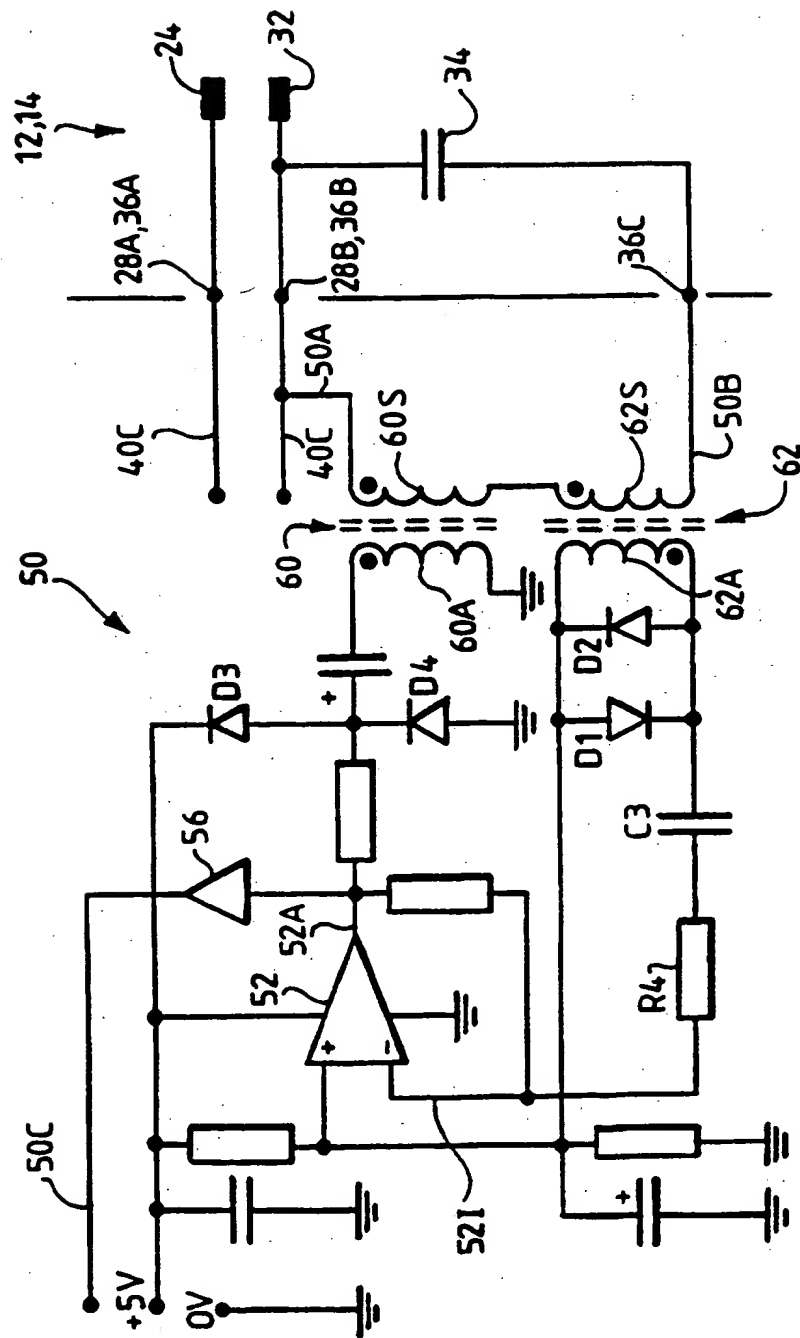 12,14
24
32
28A,36A
28B,36B
34
36C
40C
40C
50A
60S
62S
50B
62
60
50
60A
62A
D3
D4
D2
D1
+
C3
56
52A
52
R4
+
-
50C
52I
+
+5V
0V